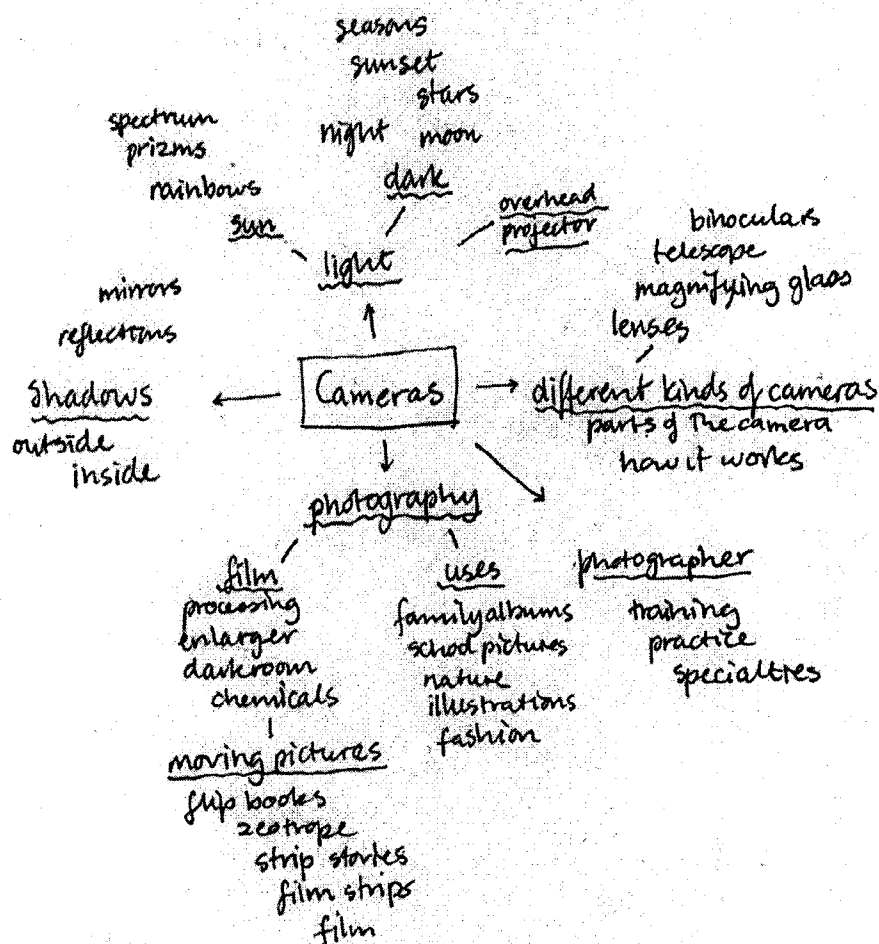 seasons
sunset
stars
night moon
dark
spectrum
prizms
rainbows
sun
overhead
projector
light
mirrors
reflections
shadows
outside
inside
Cameras
binoculars
telescope
magnifying glass
lenses
different kinds of cameras
parts of the camera
how it works
photography
film
processing
enlarger
darkroom
chemicals
moving pictures
flip books
zeotrope
strip stories
film strips
film
uses
family albums
school pictures
nature
illustrations
fashion
photographer
training
practice
specialties